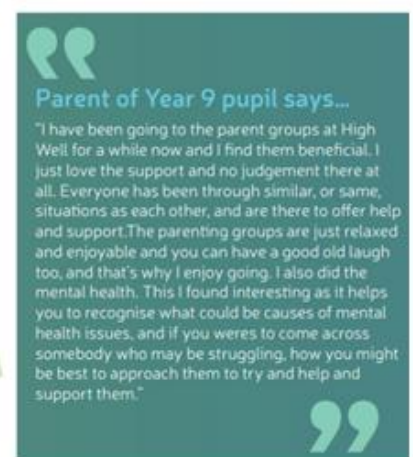 Parent of Year 9 pupil says...
"I have been going to the parent groups at High
Well for a while now and I find them beneficial. I
just love the support and no judgement there at
all. Everyone has been through similar, or same,
situations as each other, and are there to offer help
and support.The parenting groups are just relaxed
and enjoyable and you can have a good old laugh
too, and that's why I enjoy going. I also did the
mental health. This I found interesting as it helps
you to recognise what could be causes of mental
health issues, and if you weres to come across
somebody who may be struggling, how you might
be best to approach them to try and help and
support them."